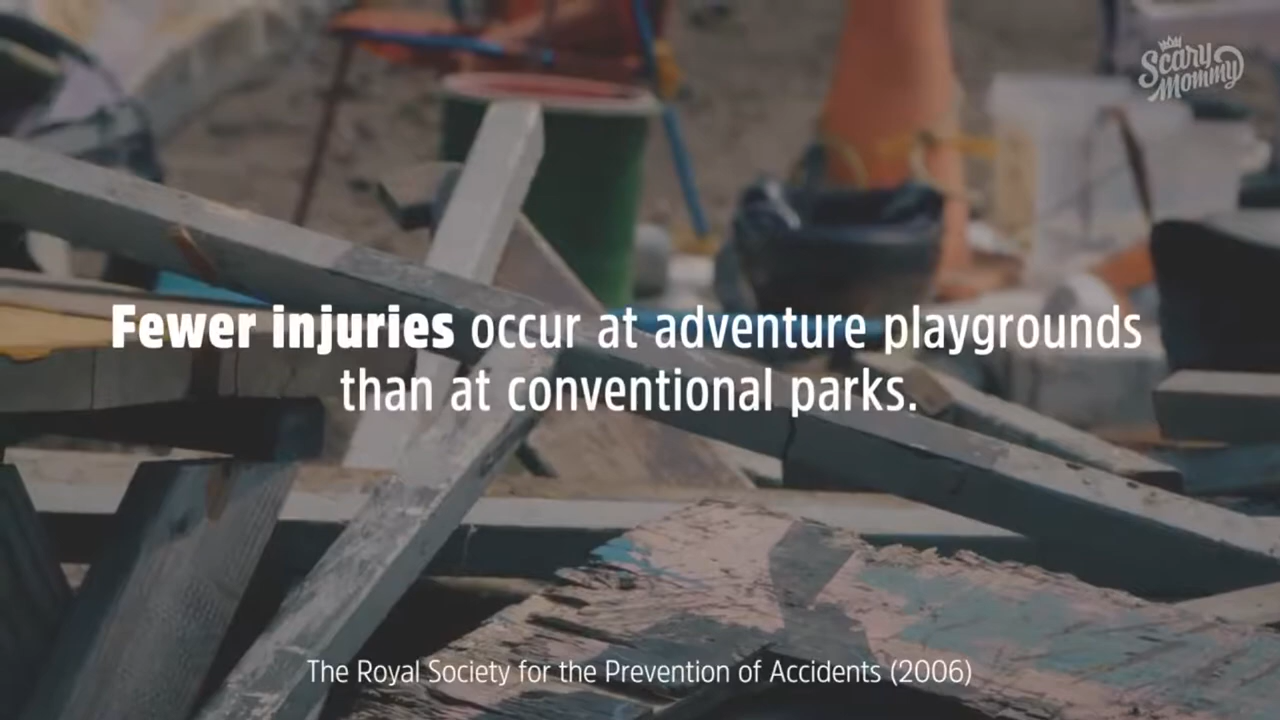 Scary
Mommy
Fewer injuries occur at adventure playgrounds
than at conventional parks.
The Royal Society for the Prevention of Accidents (2006)